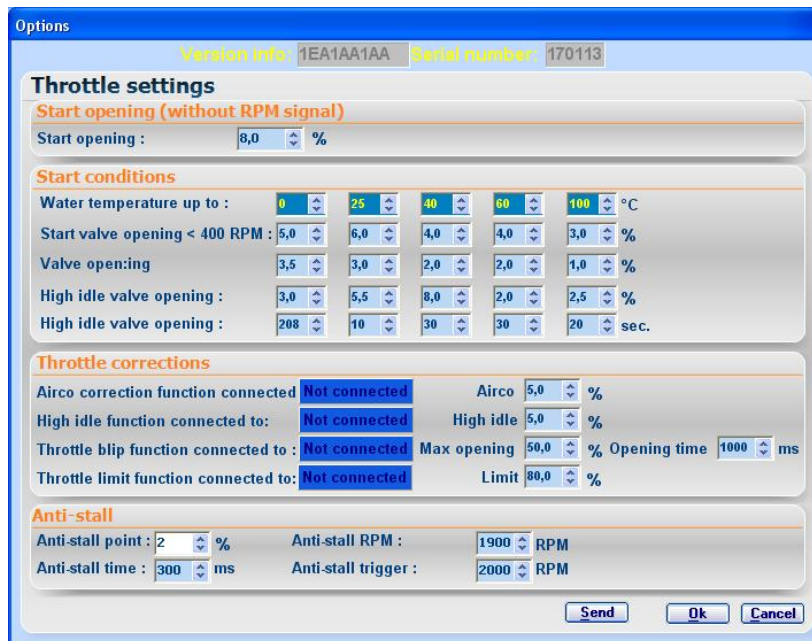 Options
Version info: 1EA1AA1AA Serial number: 170113
Throttle settings
Start opening (without RPM signal)
Start opening : 8,0 %
Start conditions
Water temperature up to : 0 25 40 60 100 °C
Start valve opening < 400 RPM : 5,0 6,0 4,0 4,0 3,0 %
Valve open:ing 3,5 3,0 2,0 2,0 1,0 %
High idle valve opening : 3,0 5,5 8,0 2,0 2,5 %
High idle valve opening : 208 10 30 30 20 sec.
Throttle corrections
Airco correction function connected Not connected Airco 5,0 %
High idle function connected to: Not connected High idle 5,0 %
Throttle blip function connected to : Not connected Max opening 50,0 % Opening time 1000 ms
Throttle limit function connected to: Not connected Limit 80,0 %
Anti-stall
Anti-stall point : 2 % Anti-stall RPM : 1900 RPM
Anti-stall time : 300 ms Anti-stall trigger : 2000 RPM
Send Ok Cancel